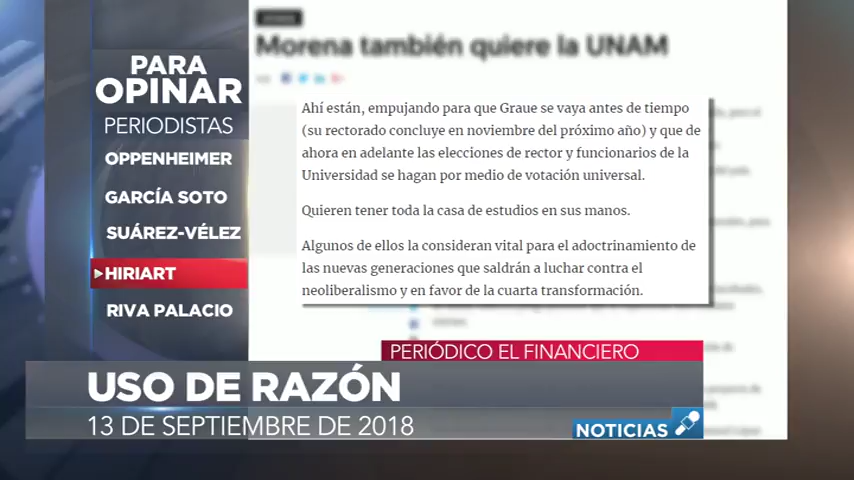 Morena también quiere la UNAM
PARA
OPINAR
PERIODISTAS
OPPENHEIMER
GARCÍA SOTO
SUÁREZ-VÉLEZ
HIRIART
RIVA PALACIO
Ahí están, empujando para que Graue se vaya antes de tiempo
(su rectorado concluye en noviembre del próximo año) y que de
ahora en adelante las elecciones de rector y funcionarios de la
Universidad se hagan por medio de votación universal.
Quieren tener toda la casa de estudios en sus manos.
Algunos de ellos la consideran vital para el adoctrinamiento de
las nuevas generaciones que saldrán a luchar contra el
neoliberalismo y en favor de la cuarta transformación.
PERIÓDICO EL FINANCIERO
USO DE RAZÓN
13 DE SEPTIEMBRE DE 2018
NOTICIAS